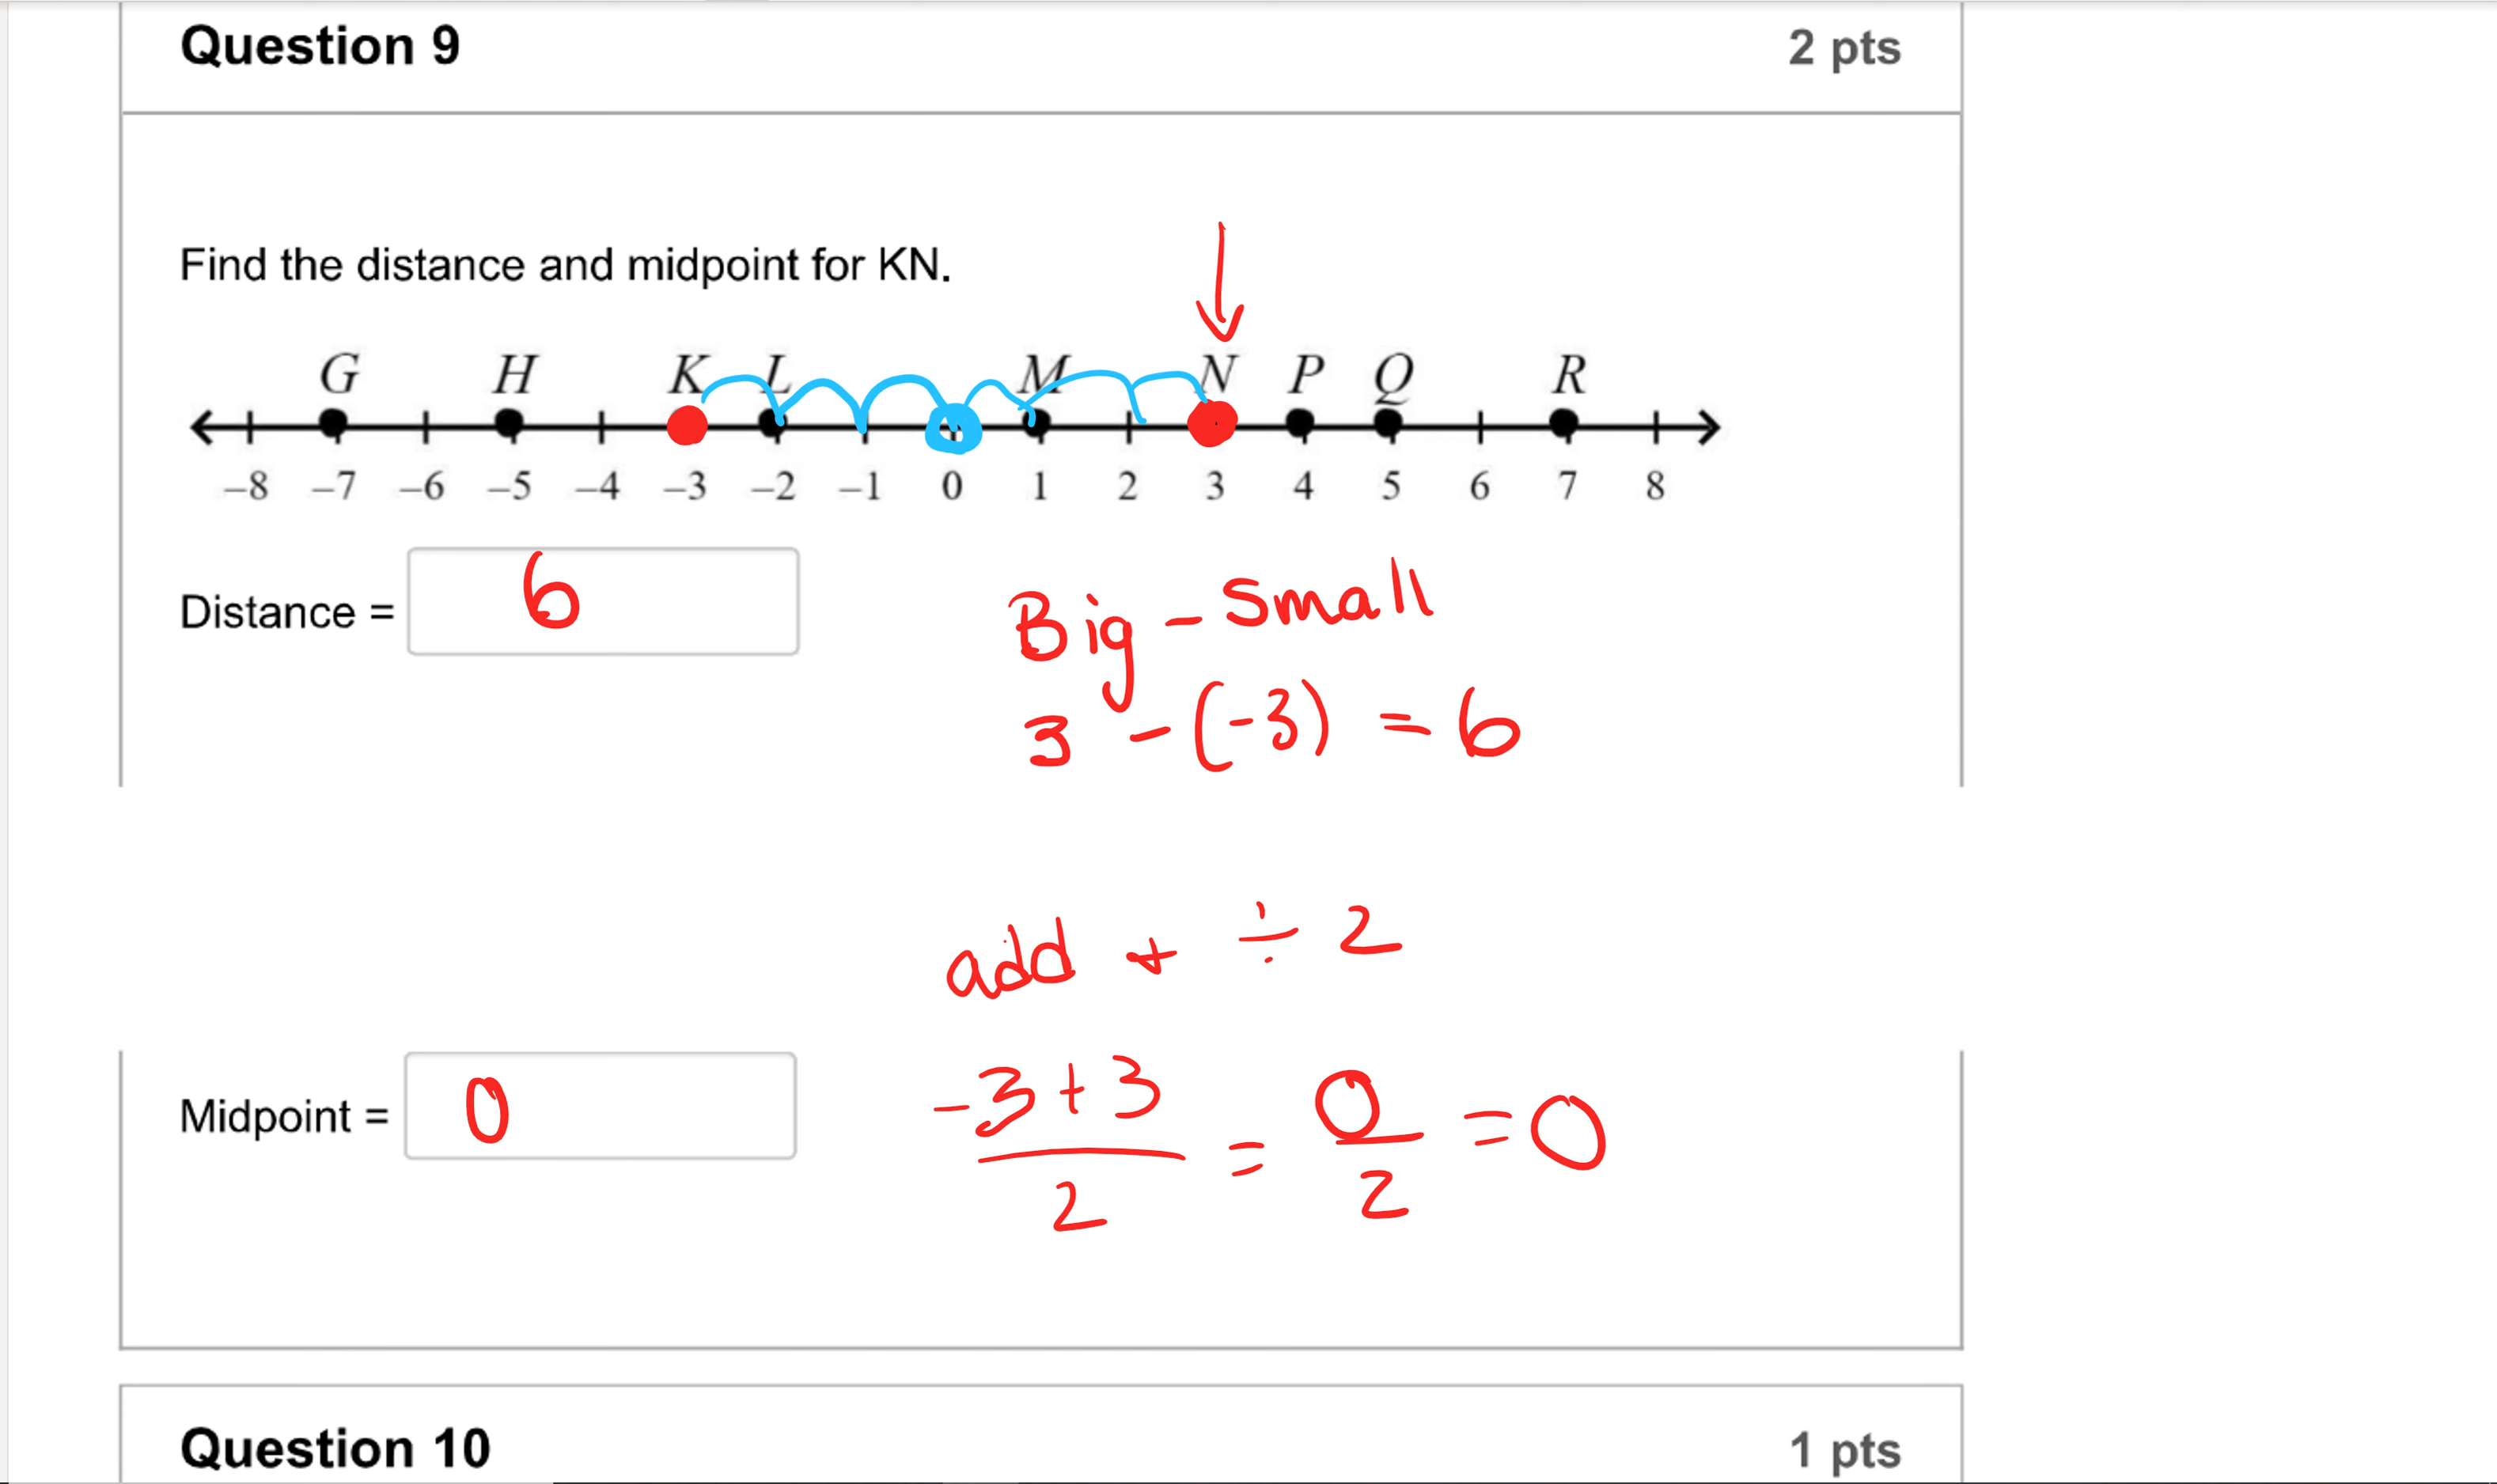 Question 9 2 pts
Find the distance and midpoint for KN.
G H K L M N P Q R
–8 –7 –6 –5 –4 –3 –2 –1 0 1 2 3 4 5 6 7 8
Distance = 6
Big - Small
3 - (-3) = 6
add + ÷ 2
Midpoint = 0
-3+3/2 = 0/2 = 0
Question 10 1 pts